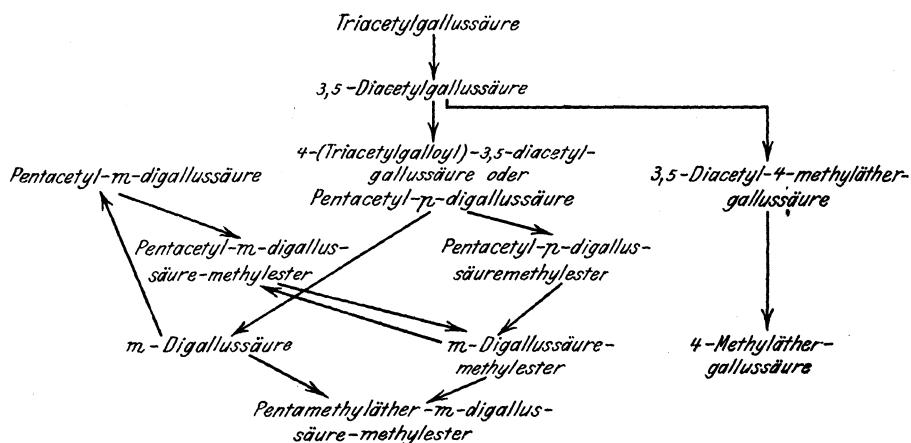 Triacetylgallussäure
3,5-Diacetylgallussäure
4-(Triacetylgalloyl)-3,5-diacetyl-
gallussäure oder
Pentacetyl-p-digallussäure
Pentacetyl-m-digallussäure
3,5-Diacetyl-4-methyläther-
gallussäure
Pentacetyl-m-digallus-
säure-methylester
Pentacetyl-p-digallus-
säuremethylester
m-Digallussäure
m-Digallussäure-
methylester
4-Methyläther-
gallussäure
Pentamethyläther-m-digallus-
säure-methylester